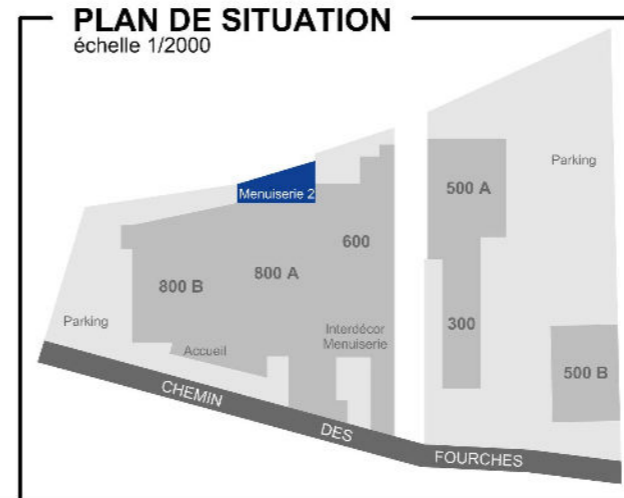 PLAN DE SITUATION
échelle 1/2000
Parking
500 A
Menuiserie 2
600
800 A
800 B
Parking
Accueil
Interdécor
Menuiserie
300
500 B
CHEMIN
DES
FOURCHES